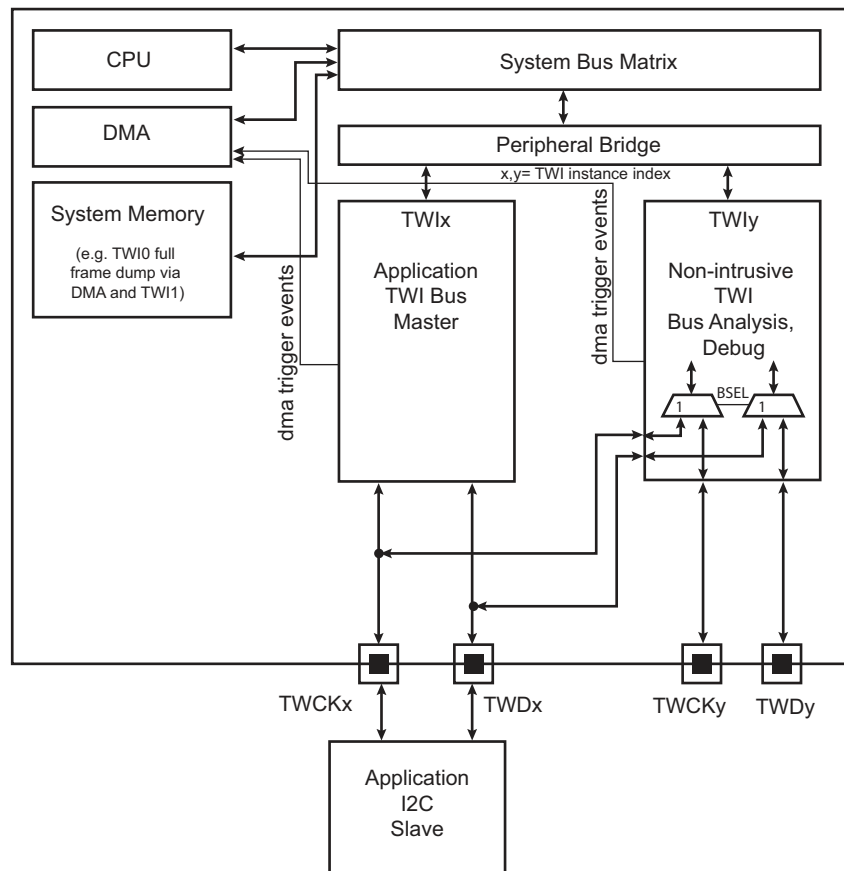 CPU
System Bus Matrix
DMA
Peripheral Bridge
x,y= TWI instance index
System Memory
(e.g. TWI0 full
frame dump via
DMA and TWI1)
dma trigger events
TWIx
Application
TWI Bus
Master
dma trigger events
TWIy
Non-intrusive
TWI
Bus Analysis,
Debug
BSEL
1
1
TWCKx
TWDx
TWCKy
TWDy
Application
I2C
Slave